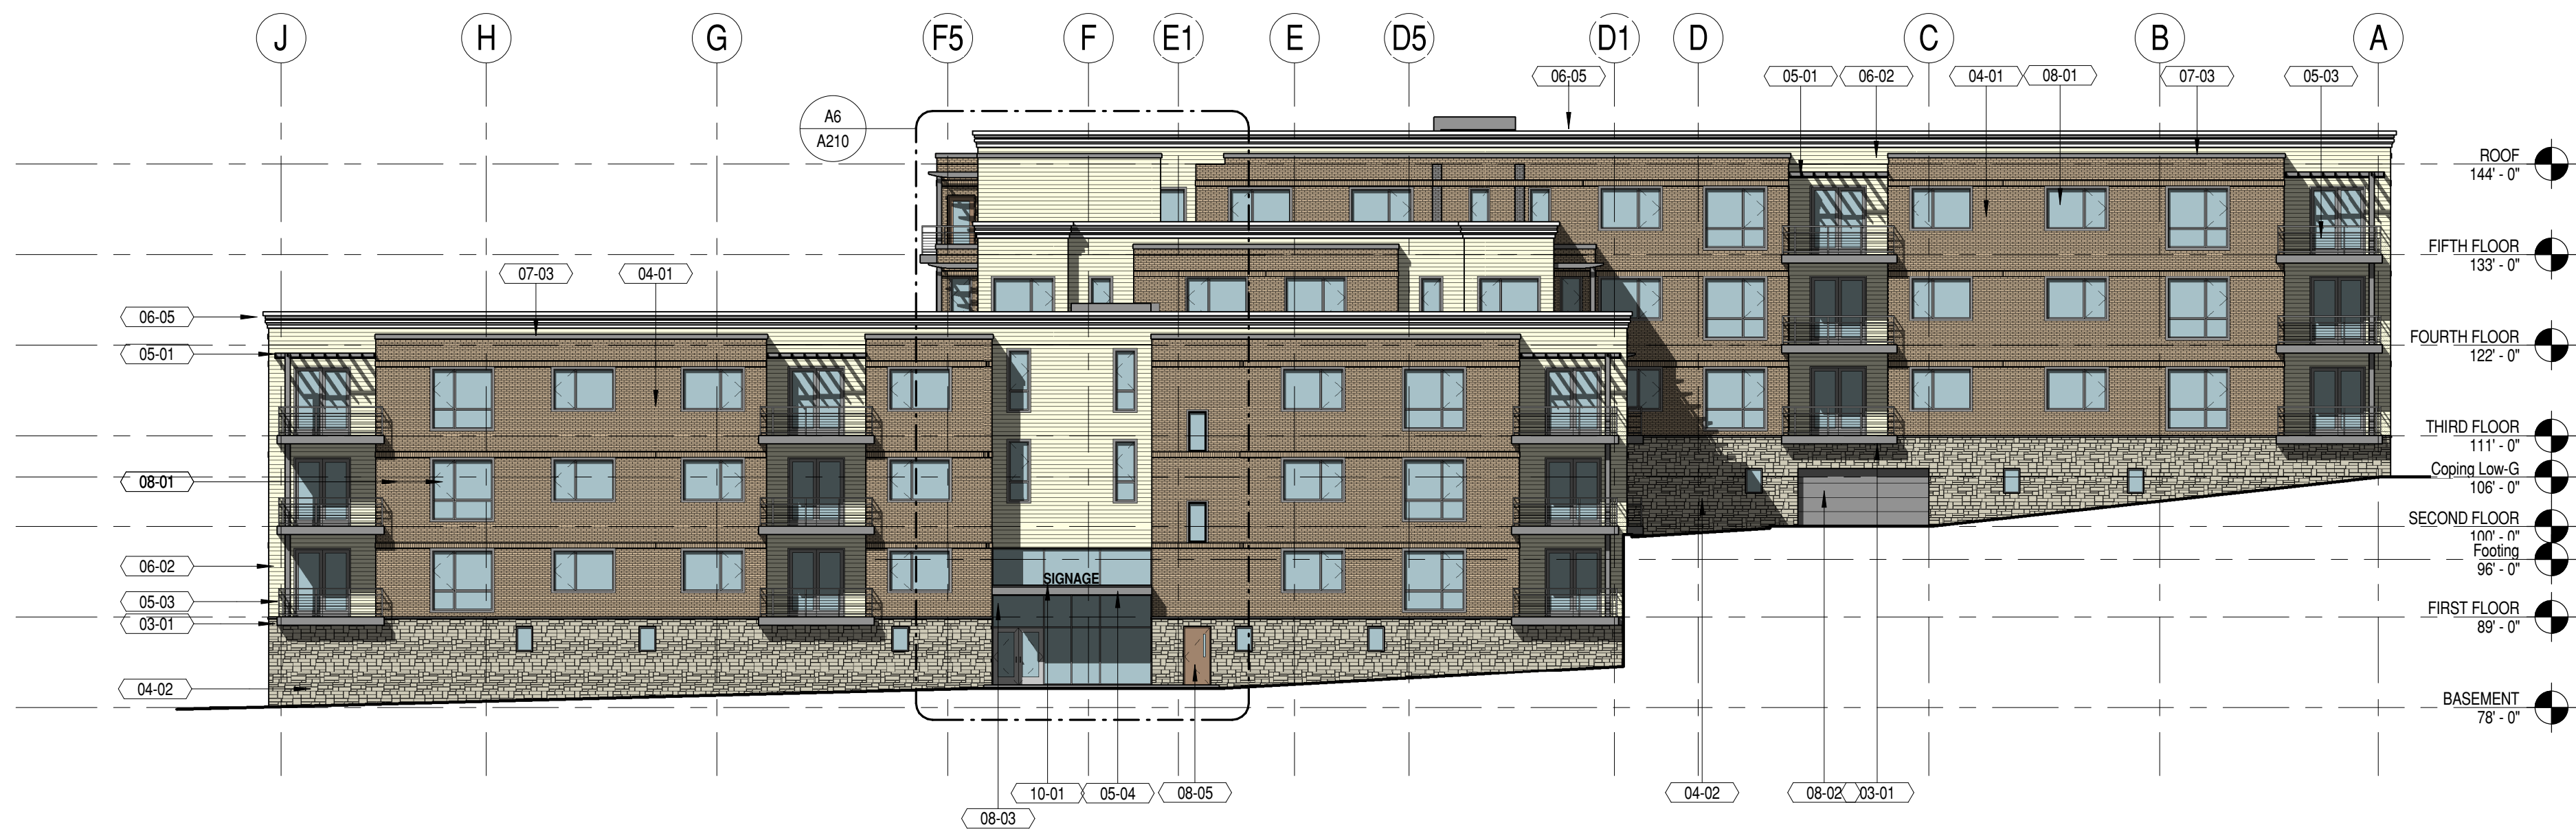 J H G F5 F E1 E D5 D1 D C B A
06-05 05-01 06-02 04-01 08-01 07-03 05-03
A6
A210
ROOF
144' - 0"
FIFTH FLOOR
133' - 0"
07-03 04-01
06-05
05-01
FOURTH FLOOR
122' - 0"
THIRD FLOOR
111' - 0"
Coping Low-G
106' - 0"
08-01
SECOND FLOOR
100' - 0"
Footing
96' - 0"
06-02
SIGNAGE
05-03
03-01
FIRST FLOOR
89' - 0"
04-02
BASEMENT
78' - 0"
10-01 05-04 08-05 04-02 08-02 03-01
08-03